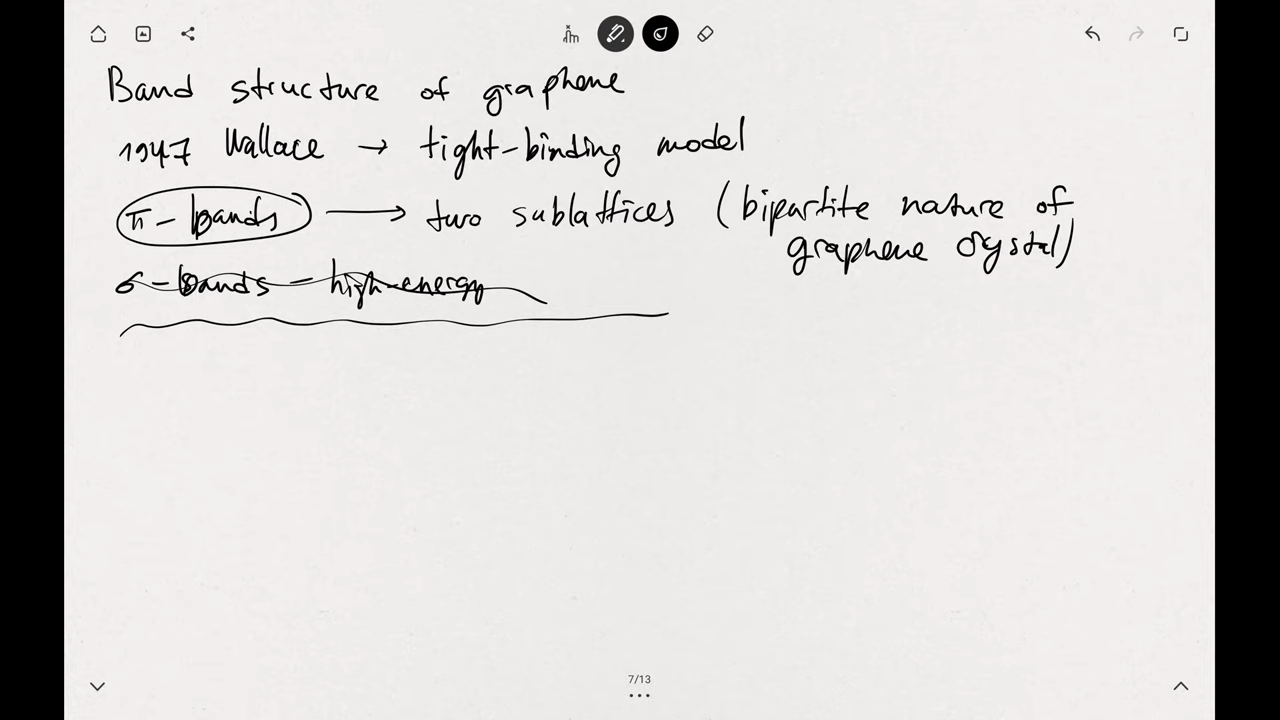 Band structure of graphene
1947 Wallace → tight-binding model
π - bands → two sublattices (bipartite nature of
graphene crystal)
σ - bands - high-energy
7/13